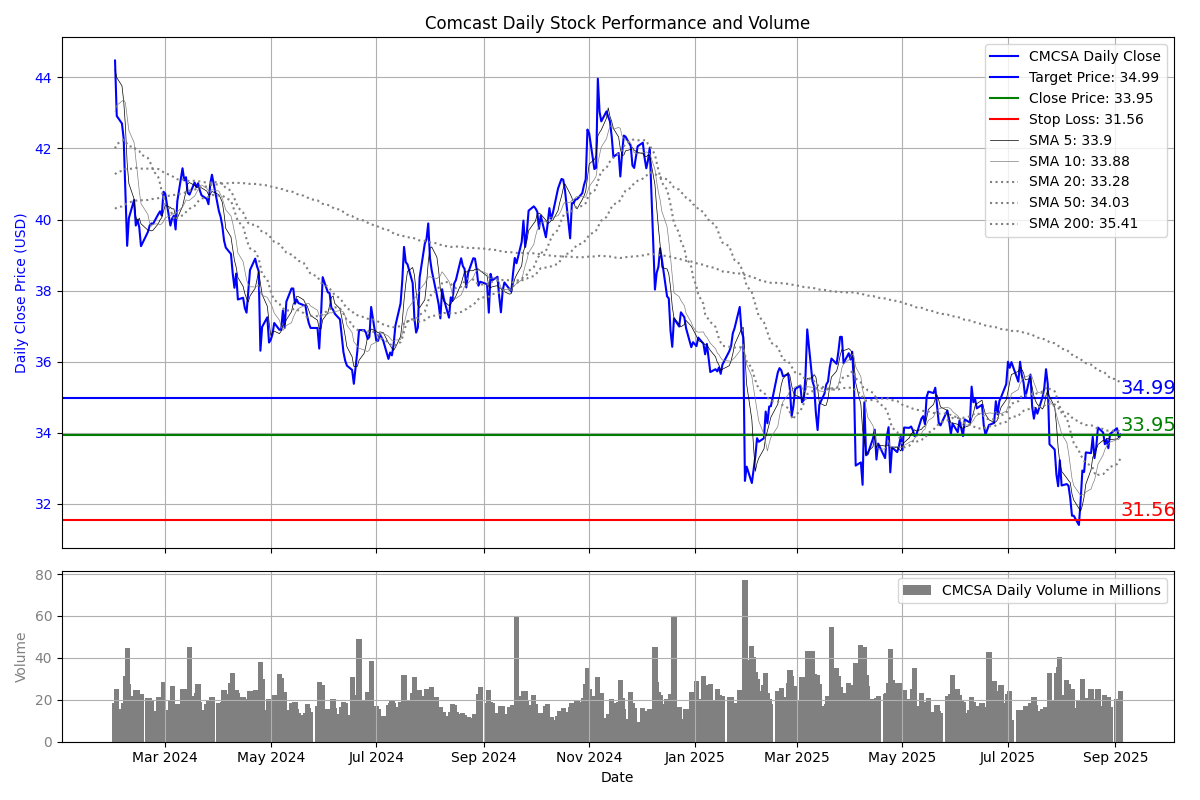 Comcast Daily Stock Performance and Volume
Daily Close Price (USD)
44
42
40
38
36
34
32
CMCSA Daily Close
Target Price: 34.99
Close Price: 33.95
Stop Loss: 31.56
SMA 5: 33.9
SMA 10: 33.88
SMA 20: 33.28
SMA 50: 34.03
SMA 200: 35.41
34.99
33.95
31.56
Volume
80
60
40
20
0
CMCSA Daily Volume in Millions
Mar 2024
May 2024
Jul 2024
Sep 2024
Nov 2024
Jan 2025
Mar 2025
May 2025
Jul 2025
Sep 2025
Date